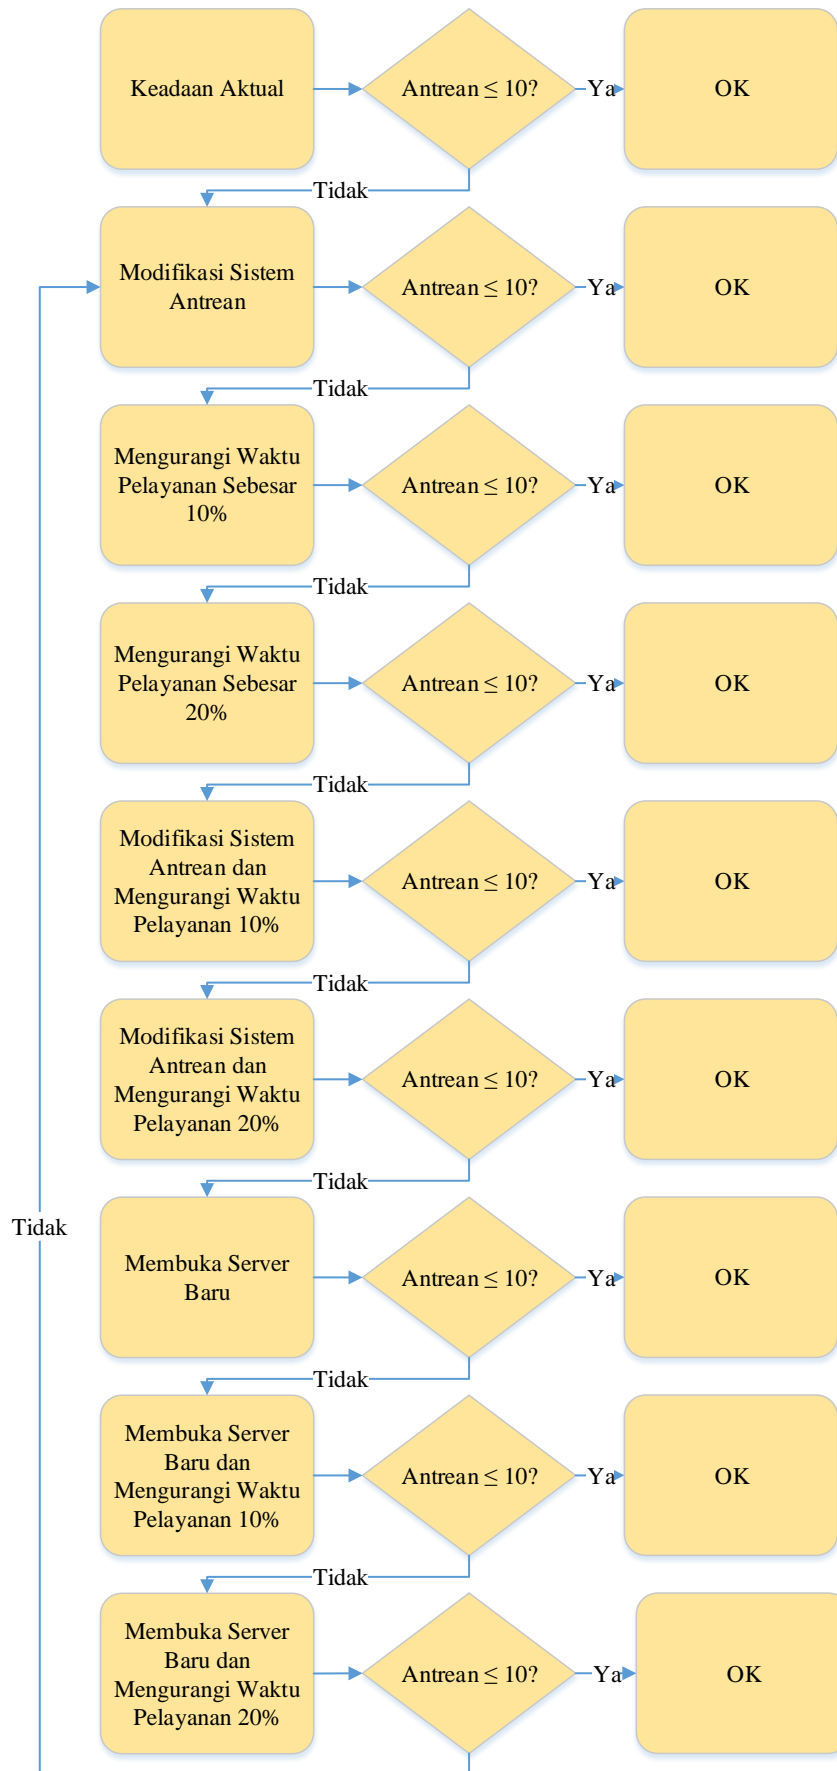 Keadaan Aktual
Antrean ≤ 10?
Ya
OK
Tidak
Modifikasi Sistem
Antrean
Antrean ≤ 10?
Ya
OK
Tidak
Mengurangi Waktu
Pelayanan Sebesar
10%
Antrean ≤ 10?
Ya
OK
Tidak
Mengurangi Waktu
Pelayanan Sebesar
20%
Antrean ≤ 10?
Ya
OK
Tidak
Modifikasi Sistem
Antrean dan
Mengurangi Waktu
Pelayanan 10%
Antrean ≤ 10?
Ya
OK
Tidak
Modifikasi Sistem
Antrean dan
Mengurangi Waktu
Pelayanan 20%
Antrean ≤ 10?
Ya
OK
Tidak
Tidak
Membuka Server
Baru
Antrean ≤ 10?
Ya
OK
Tidak
Membuka Server
Baru dan
Mengurangi Waktu
Pelayanan 10%
Antrean ≤ 10?
Ya
OK
Tidak
Membuka Server
Baru dan
Mengurangi Waktu
Pelayanan 20%
Antrean ≤ 10?
Ya
OK